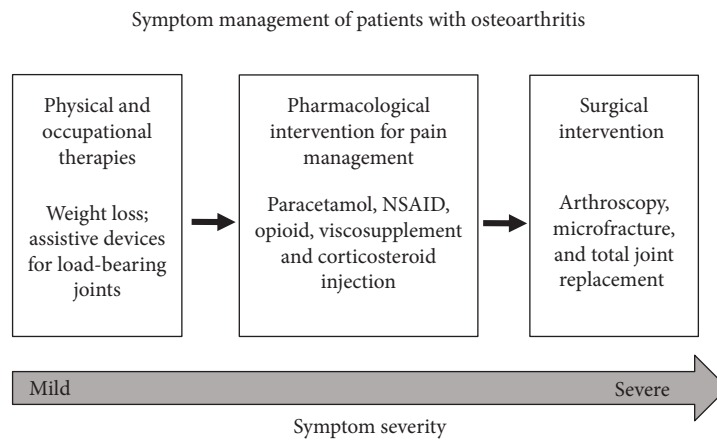 Symptom management of patients with osteoarthritis
Physical and
occupational
therapies
Weight loss;
assistive devices
for load-bearing
joints
Pharmacological
intervention for pain
management
Paracetamol, NSAID,
opioid, viscosupplement
and corticosteroid
injection
Surgical
intervention
Arthroscopy,
microfracture,
and total joint
replacement
Mild
Severe
Symptom severity